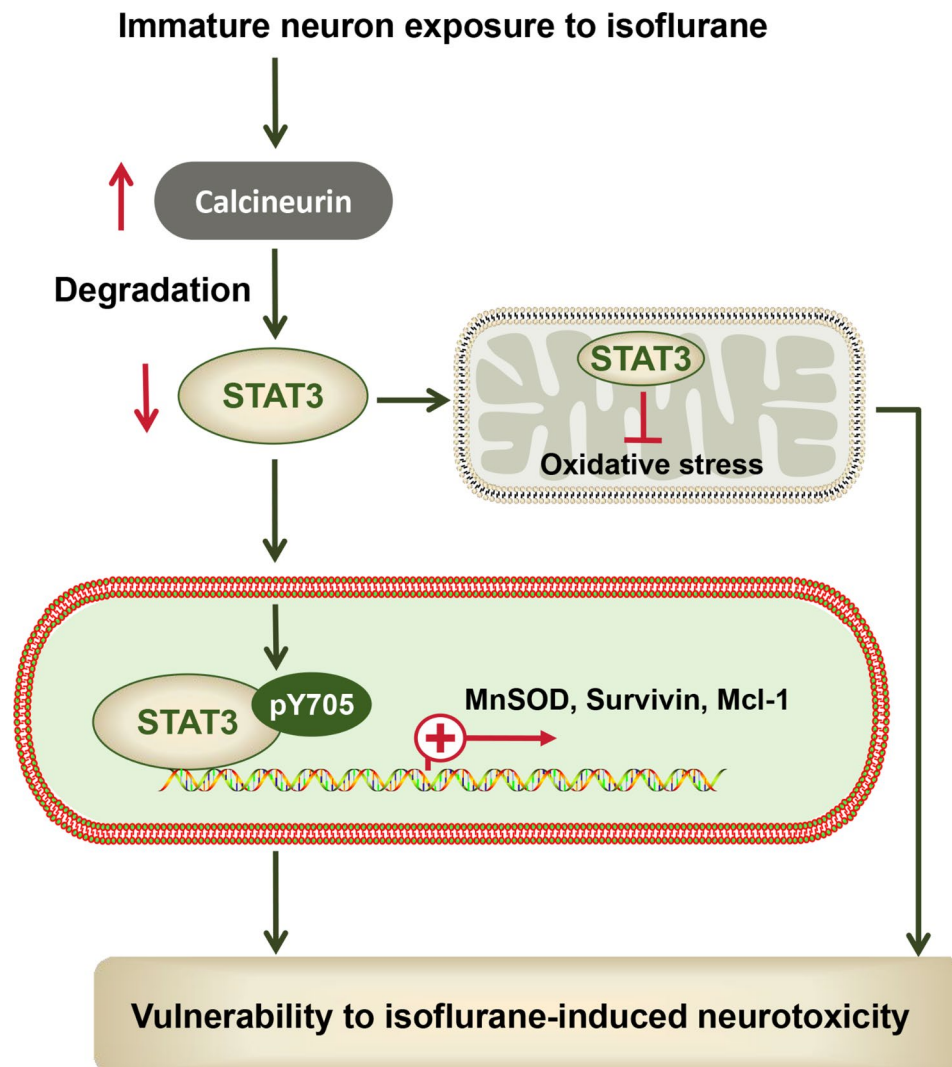 Immature neuron exposure to isoflurane
Calcineurin
Degradation
STAT3
STAT3
Oxidative stress
STAT3
pY705
MnSOD, Survivin, Mcl-1
Vulnerability to isoflurane-induced neurotoxicity